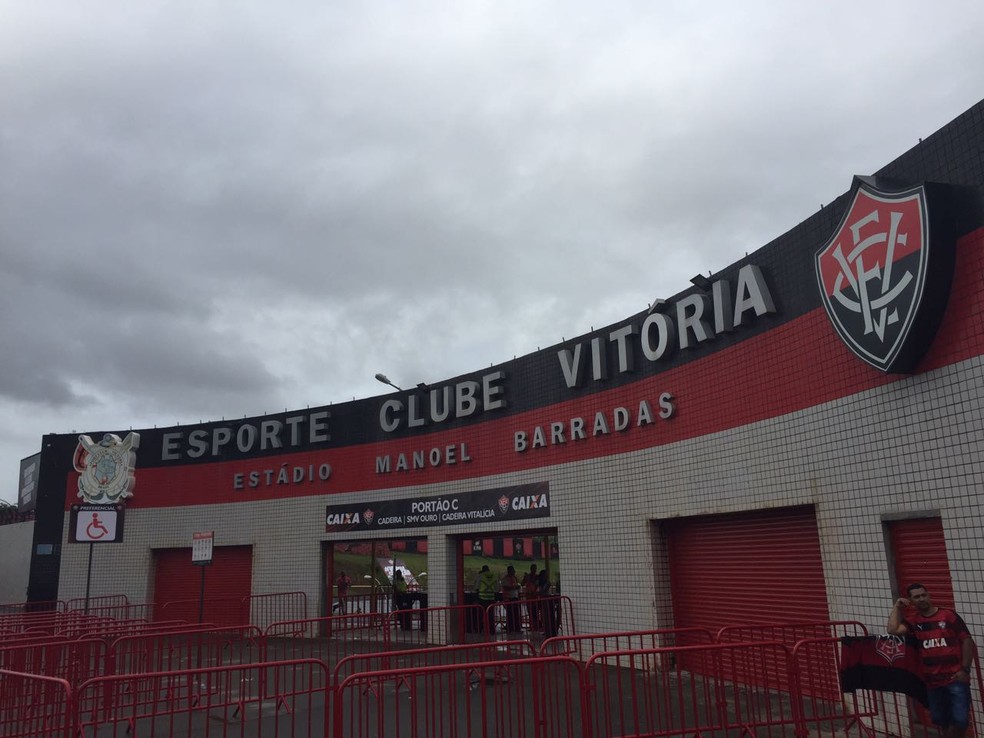 ESPORTE CLUBE VITÓRIA
ESTÁDIO MANOEL BARRADAS
PREFERENCIAL
CAIXA
PORTÃO C
CADEIRA | SMV OURO | CADEIRA VITALÍCIA
CAIXA
CAIXA